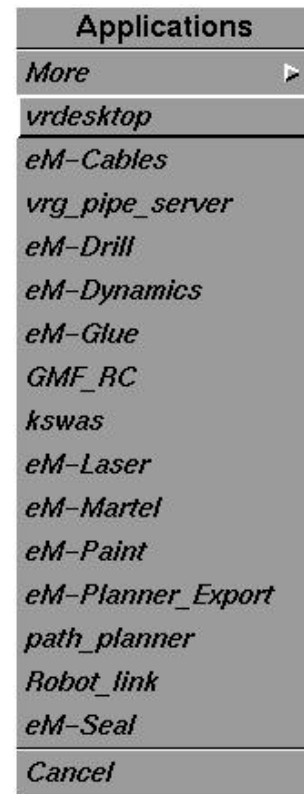 Applications
More
vrdesktop
eM-Cables
vrg_pipe_server
eM-Drill
eM-Dynamics
eM-Glue
GMF_RC
kswas
eM-Laser
eM-Martel
eM-Paint
eM-Planner_Export
path_planner
Robot_link
eM-Seal
Cancel